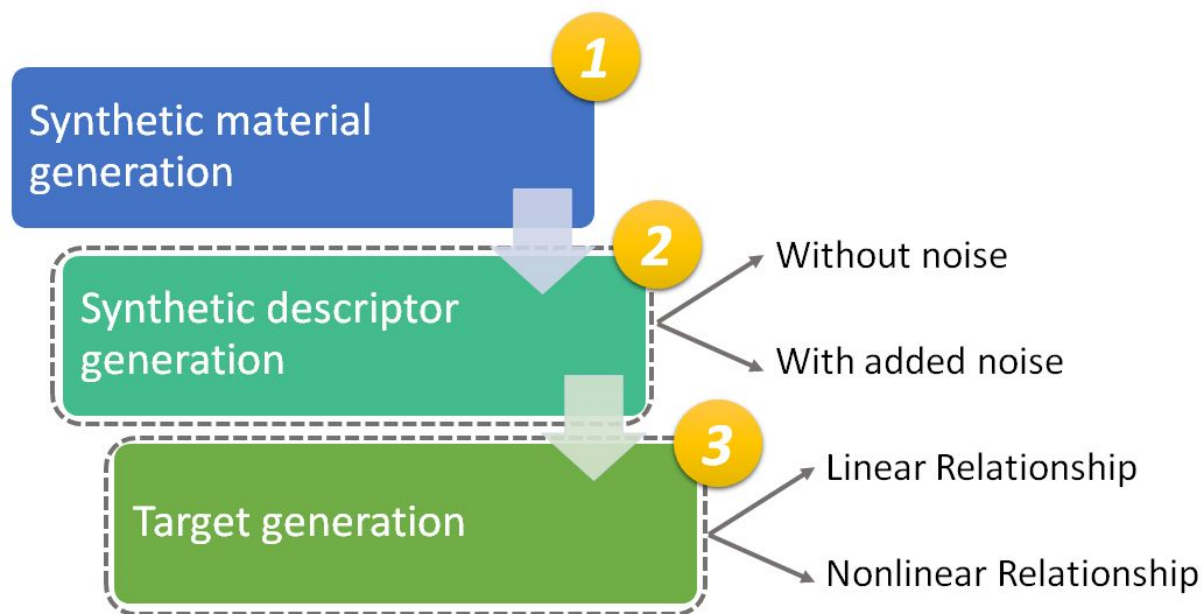 1
Synthetic material
generation
2
Synthetic descriptor
generation
Without noise
With added noise
3
Target generation
Linear Relationship
Nonlinear Relationship